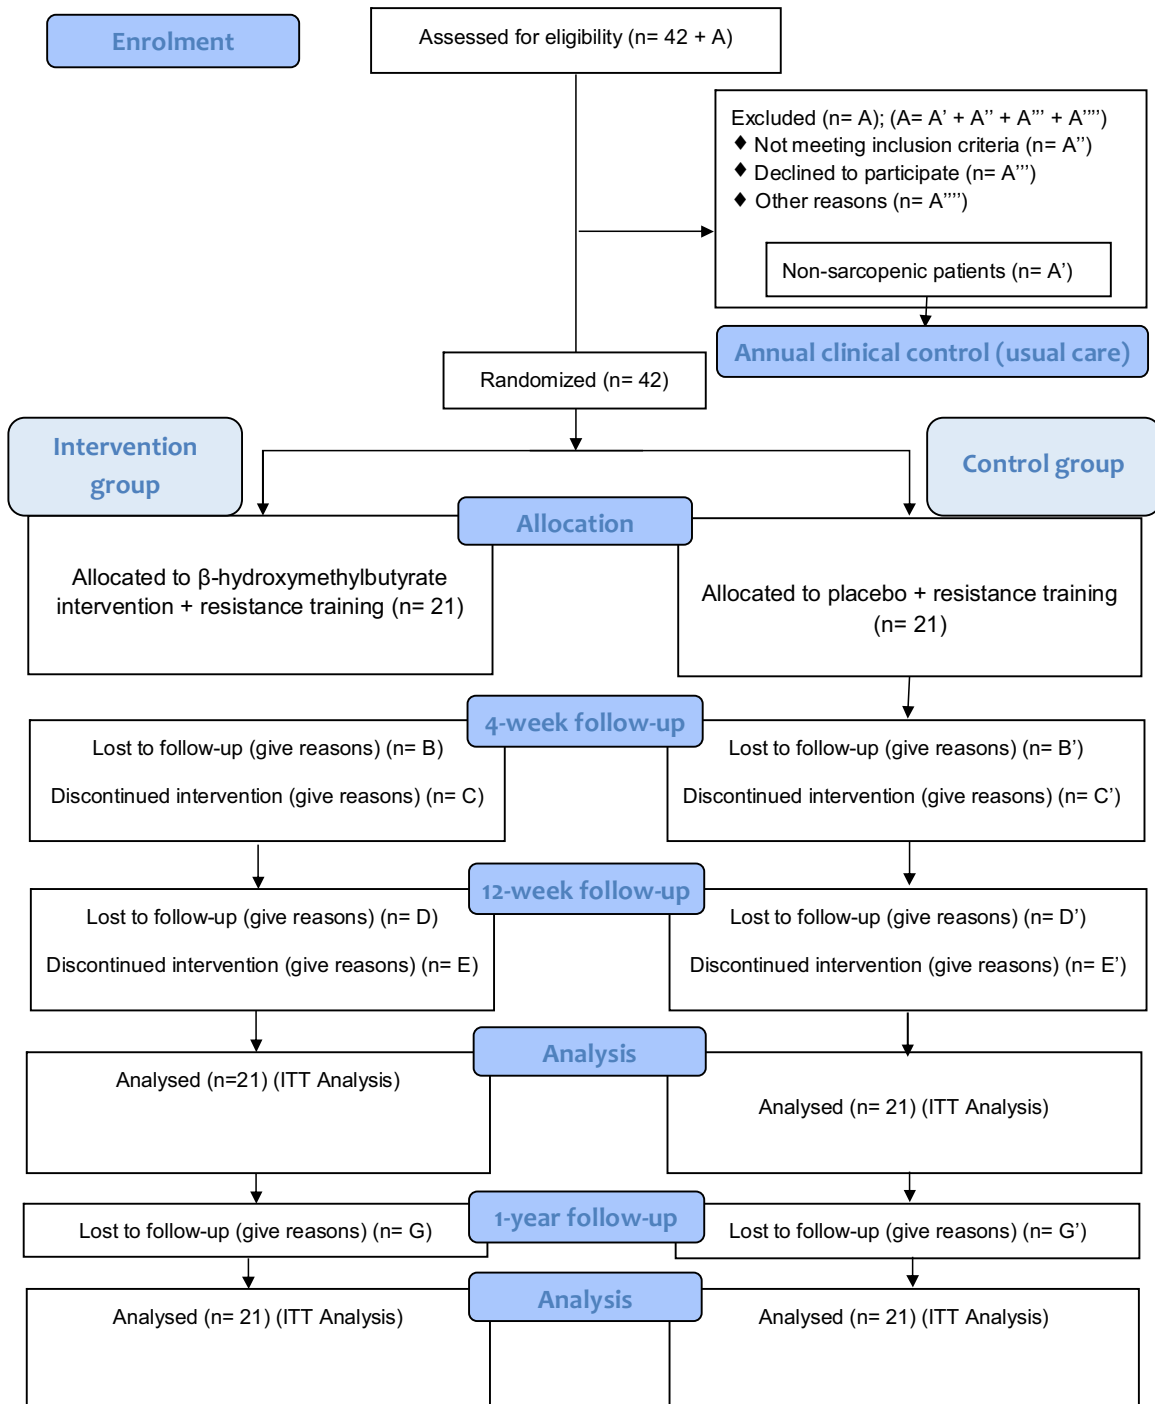 Enrolment
Assessed for eligibility (n= 42 + A)
Excluded (n= A); (A= A’ + A’’ + A’’’ + A’’’’)
♦ Not meeting inclusion criteria (n= A’’)
♦ Declined to participate (n= A’’’)
♦ Other reasons (n= A’’’’)
Non-sarcopenic patients (n= A’)
Annual clinical control (usual care)
Randomized (n= 42)
Intervention
group
Control group
Allocation
Allocated to β-hydroxymethylbutyrate
intervention + resistance training (n= 21)
Allocated to placebo + resistance training
(n= 21)
4-week follow-up
Lost to follow-up (give reasons) (n= B)
Discontinued intervention (give reasons) (n= C)
Lost to follow-up (give reasons) (n= B’)
Discontinued intervention (give reasons) (n= C’)
12-week follow-up
Lost to follow-up (give reasons) (n= D)
Discontinued intervention (give reasons) (n= E)
Lost to follow-up (give reasons) (n= D’)
Discontinued intervention (give reasons) (n= E’)
Analysis
Analysed (n=21) (ITT Analysis)
Analysed (n= 21) (ITT Analysis)
1-year follow-up
Lost to follow-up (give reasons) (n= G)
Lost to follow-up (give reasons) (n= G’)
Analysis
Analysed (n= 21) (ITT Analysis)
Analysed (n= 21) (ITT Analysis)